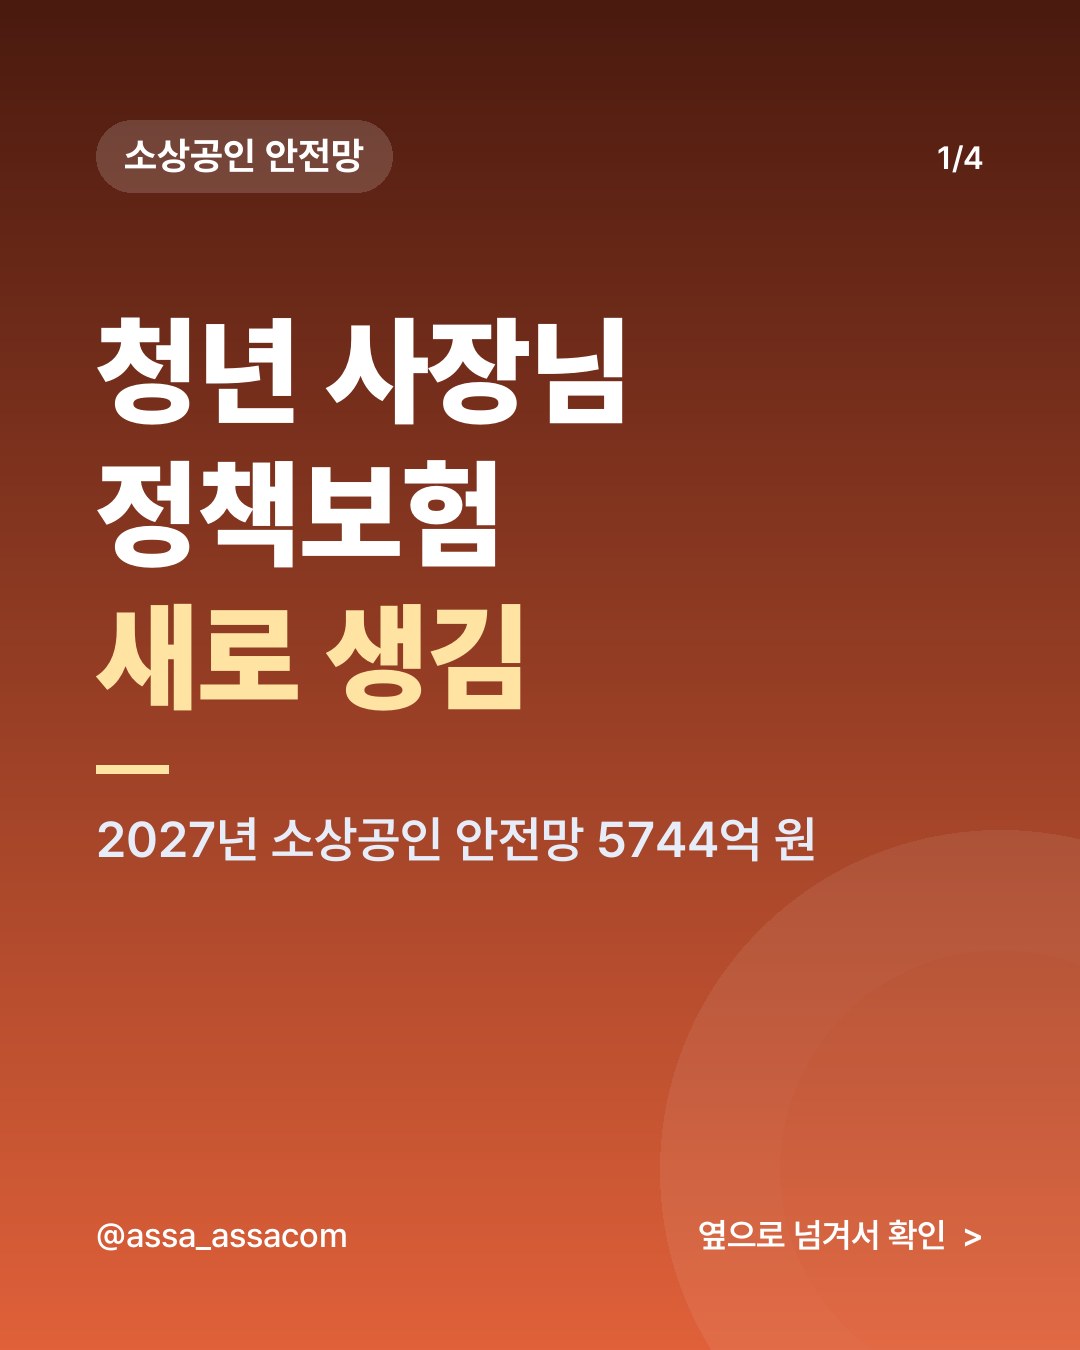 소상공인 안전망
1/4
청년 사장님
정책보험
새로 생김
2027년 소상공인 안전망 5744억 원
@assa_assacom
옆으로 넘겨서 확인 >